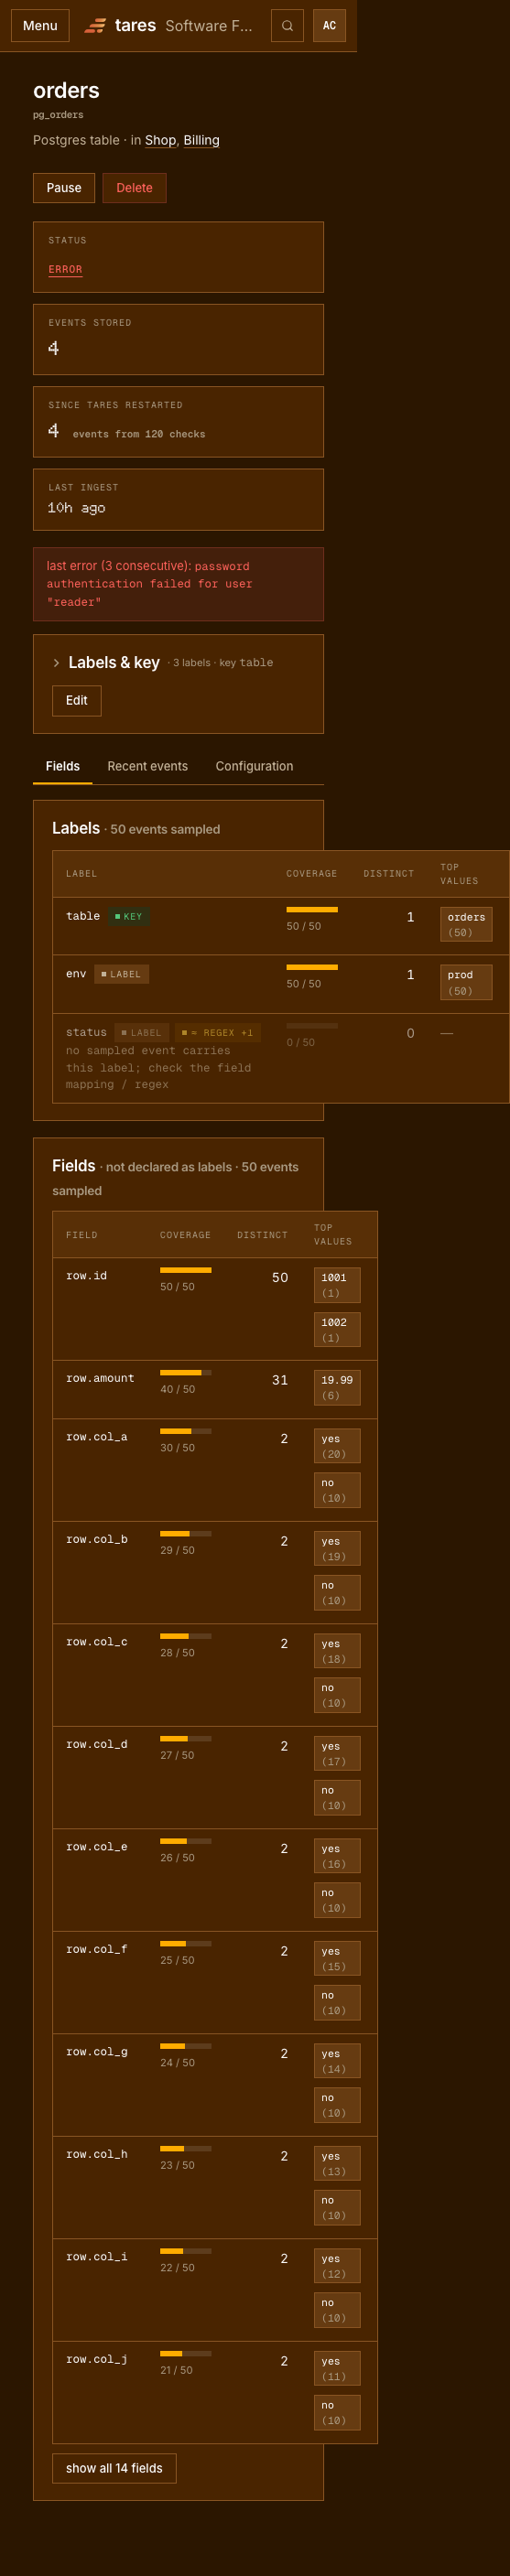 Menu tares Software F... AC
orders
pg_orders
Postgres table · in Shop, Billing
Pause Delete
STATUS
ERROR
EVENTS STORED
4
SINCE TARES RESTARTED
4 events from 120 checks
LAST INGEST
10h ago
last error (3 consecutive): password
authentication failed for user
"reader"
Labels & key · 3 labels · key table
Edit
Fields Recent events Configuration
Labels · 50 events sampled
LABEL COVERAGE DISTINCT TOP
VALUES
table KEY 50 / 50 1 orders
(50)
env LABEL 50 / 50 1 prod
(50)
status LABEL = REGEX +1 0 / 50 0 —
no sampled event carries
this label; check the field
mapping / regex
Fields · not declared as labels · 50 events
sampled
FIELD COVERAGE DISTINCT TOP
VALUES
row.id 50 / 50 50 1001
(1)
1002
(1)
row.amount 40 / 50 31 19.99
(6)
row.col_a 30 / 50 2 yes
(20)
no
(10)
row.col_b 29 / 50 2 yes
(19)
no
(10)
row.col_c 28 / 50 2 yes
(18)
no
(10)
row.col_d 27 / 50 2 yes
(17)
no
(10)
row.col_e 26 / 50 2 yes
(16)
no
(10)
row.col_f 25 / 50 2 yes
(15)
no
(10)
row.col_g 24 / 50 2 yes
(14)
no
(10)
row.col_h 23 / 50 2 yes
(13)
no
(10)
row.col_i 22 / 50 2 yes
(12)
no
(10)
row.col_j 21 / 50 2 yes
(11)
no
(10)
show all 14 fields